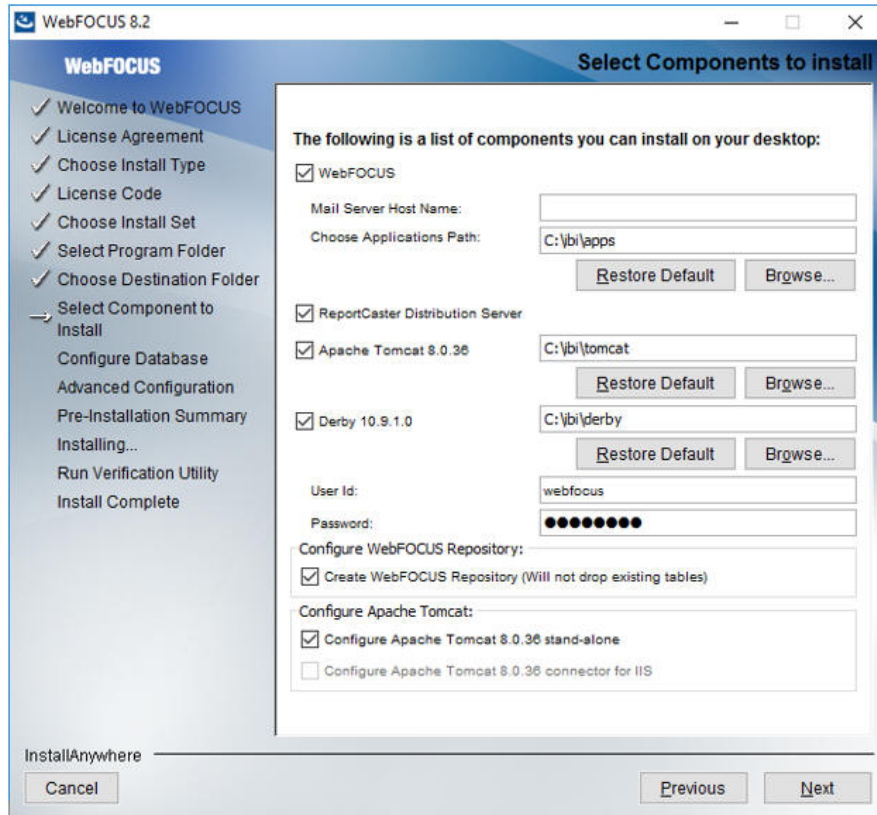 WebFOCUS 8.2
WebFOCUS
Select Components to install
Welcome to WebFOCUS
License Agreement
Choose Install Type
License Code
Choose Install Set
Select Program Folder
Choose Destination Folder
Select Component to
Install
Configure Database
Advanced Configuration
Pre-Installation Summary
Installing...
Run Verification Utility
Install Complete
The following is a list of components you can install on your desktop:
WebFOCUS
Mail Server Host Name:
Choose Applications Path: C:\ibi\apps
Restore Default Browse...
ReportCaster Distribution Server
Apache Tomcat 8.0.36 C:\ibi\tomcat
Restore Default Browse...
Derby 10.9.1.0 C:\ibi\derby
Restore Default Browse...
User Id: webfocus
Password: ●●●●●●●●
Configure WebFOCUS Repository:
Create WebFOCUS Repository (Will not drop existing tables)
Configure Apache Tomcat:
Configure Apache Tomcat 8.0.36 stand-alone
Configure Apache Tomcat 8.0.36 connector for IIS
InstallAnywhere
Cancel Previous Next